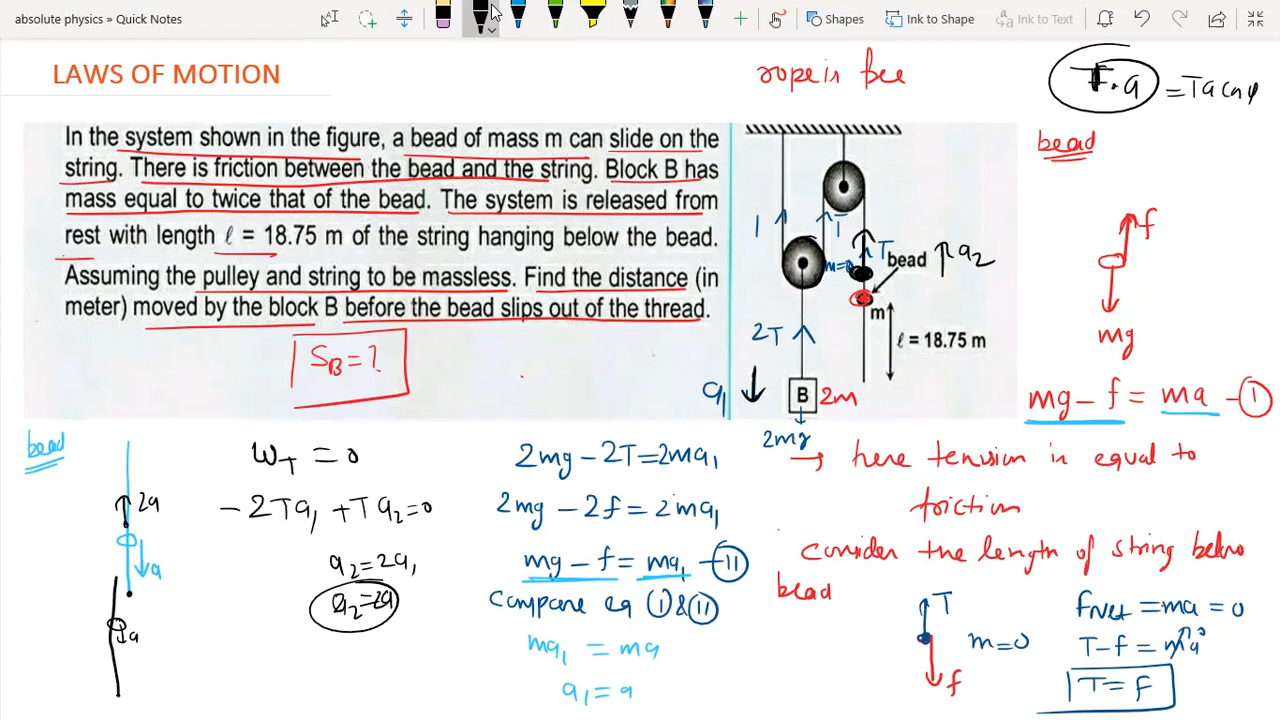 absolute physics » Quick Notes
Shapes
Ink to Shape
Ink to Text
LAWS OF MOTION
rope is free
T.a = Ta cos φ
In the system shown in the figure, a bead of mass m can slide on the
string. There is friction between the bead and the string. Block B has
mass equal to twice that of the bead. The system is released from
rest with length ℓ = 18.75 m of the string hanging below the bead.
Assuming the pulley and string to be massless. Find the distance (in
meter) moved by the block B before the bead slips out of the thread.
S_B = ?
T
T
m=0
bead
a₂
m
ℓ = 18.75 m
2T
a₁
B
2m
2mg
bead
f
mg
mg - f = ma - ①
bead
2a
a
a
W_T = 0
-2Ta₁ + Ta₂ = 0
a₂ = 2a₁
a₂ = 2a
2mg - 2T = 2ma₁
2mg - 2f = 2ma₁
mg - f = ma₁ - ⑪
Compare eq ① & ⑪
ma₁ = ma
a₁ = a
→ here tension is equal to
friction
consider the length of string below
bead
T
m=0
f
Fnet = ma = 0
T - f = ma
T = f